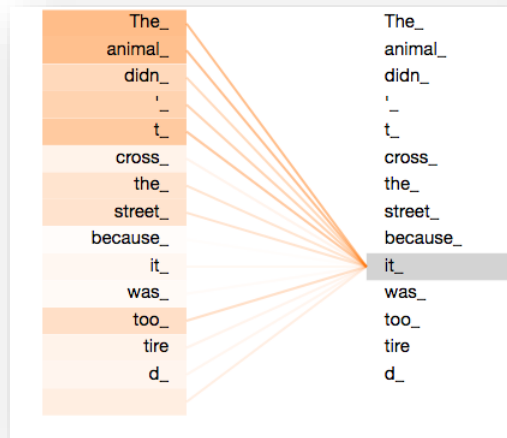 The_ The_
animal_ animal_
didn_ didn_
'_ '_
t_ t_
cross_ cross_
the_ the_
street_ street_
because_ because_
it_ it_
was_ was_
too_ too_
tire tire
d_ d_